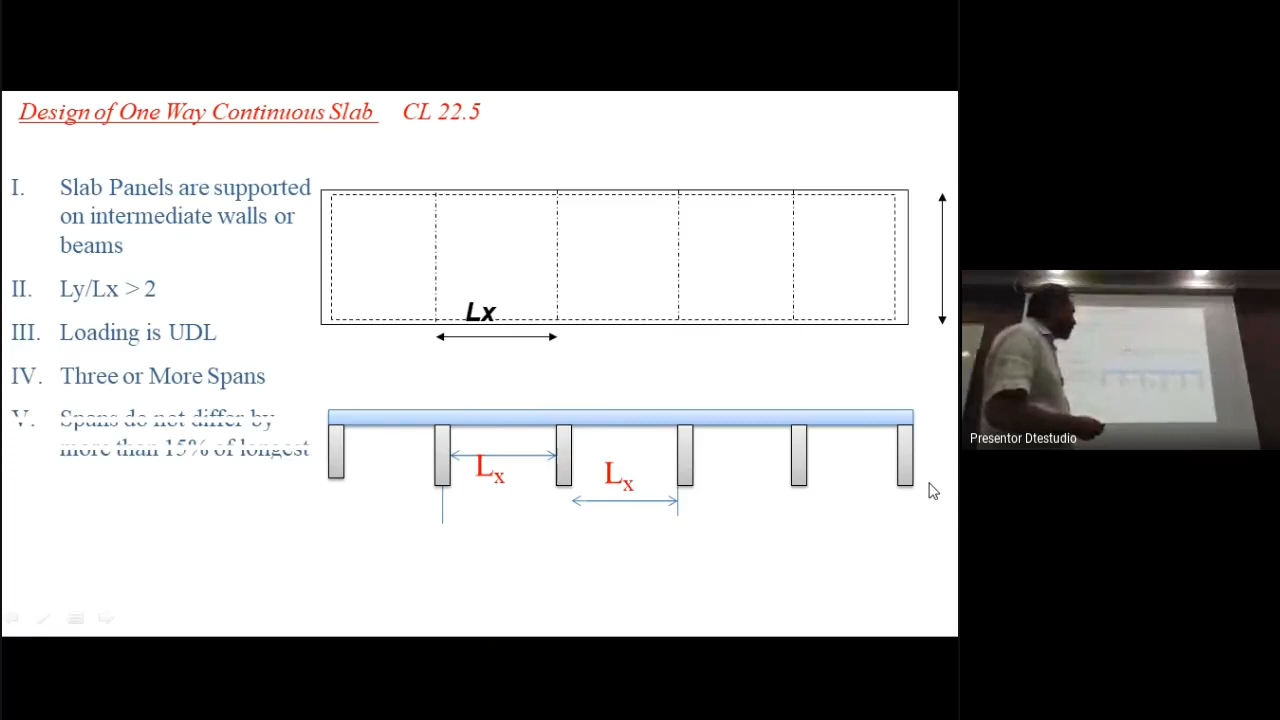 Design of One Way Continuous Slab CL 22.5
I. Slab Panels are supported
on intermediate walls or
beams
II. Ly/Lx > 2
III. Loading is UDL
IV. Three or More Spans
V. Spans do not differ by
more than 15% of longest
Lx
Lx
Lx
Presentor Dtestudio